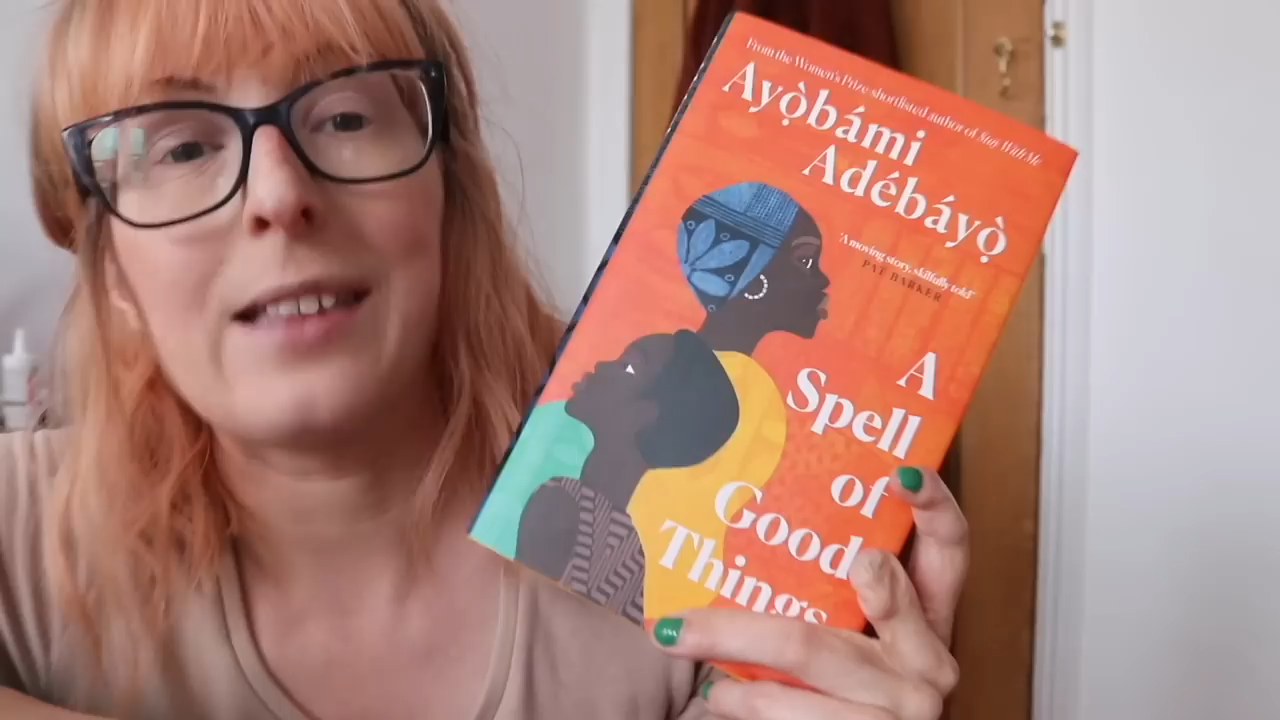 From the Women's Prize shortlisted author of Stay With Me
Ayọ̀bámi
Adébáyọ̀
'A moving story, skilfully told'
PAT BARKER
A
Spell
of
Good
Things